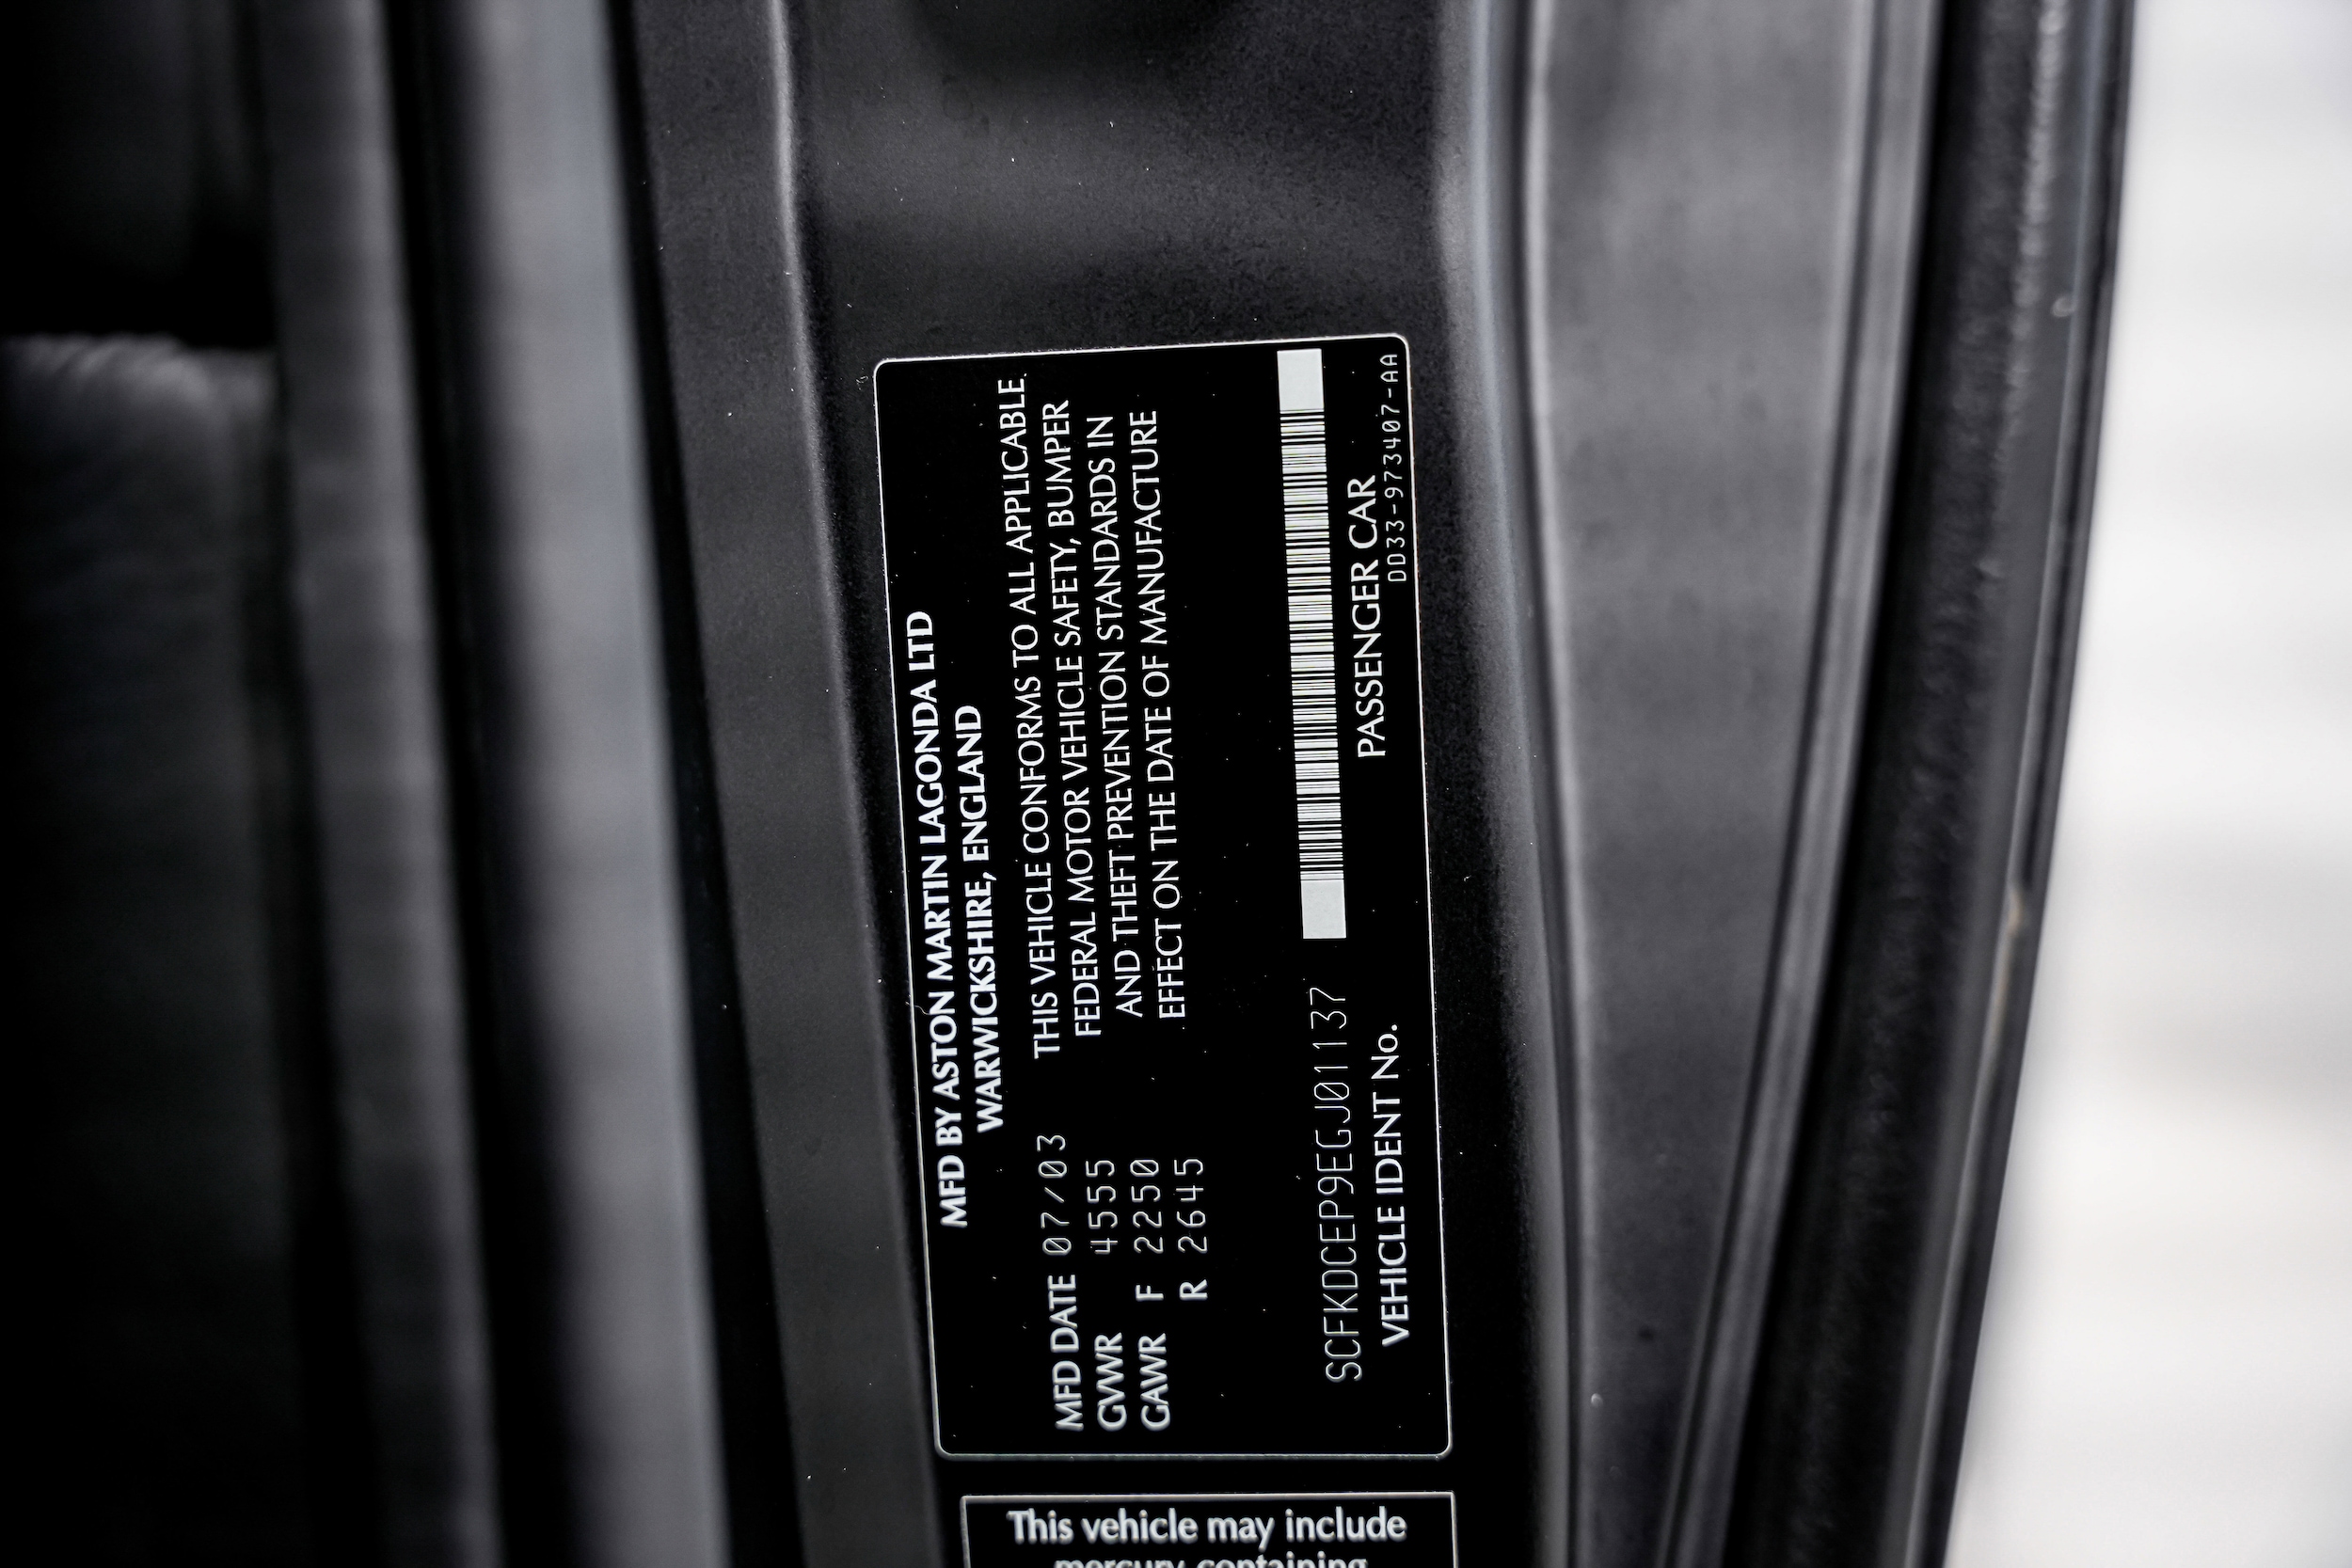 MFD BY ASTON MARTIN LAGONDA LTD
WARWICKSHIRE, ENGLAND
MFD DATE 07/03
GVWR 4555
GAWR F 2250
R 2645
THIS VEHICLE CONFORMS TO ALL APPLICABLE
FEDERAL MOTOR VEHICLE SAFETY, BUMPER
AND THEFT PREVENTION STANDARDS IN
EFFECT ON THE DATE OF MANUFACTURE
SCFKDCEP9EGJ01137
VEHICLE IDENT No.
PASSENGER CAR
DD33-973407-AA
This vehicle may include
mercury-containing